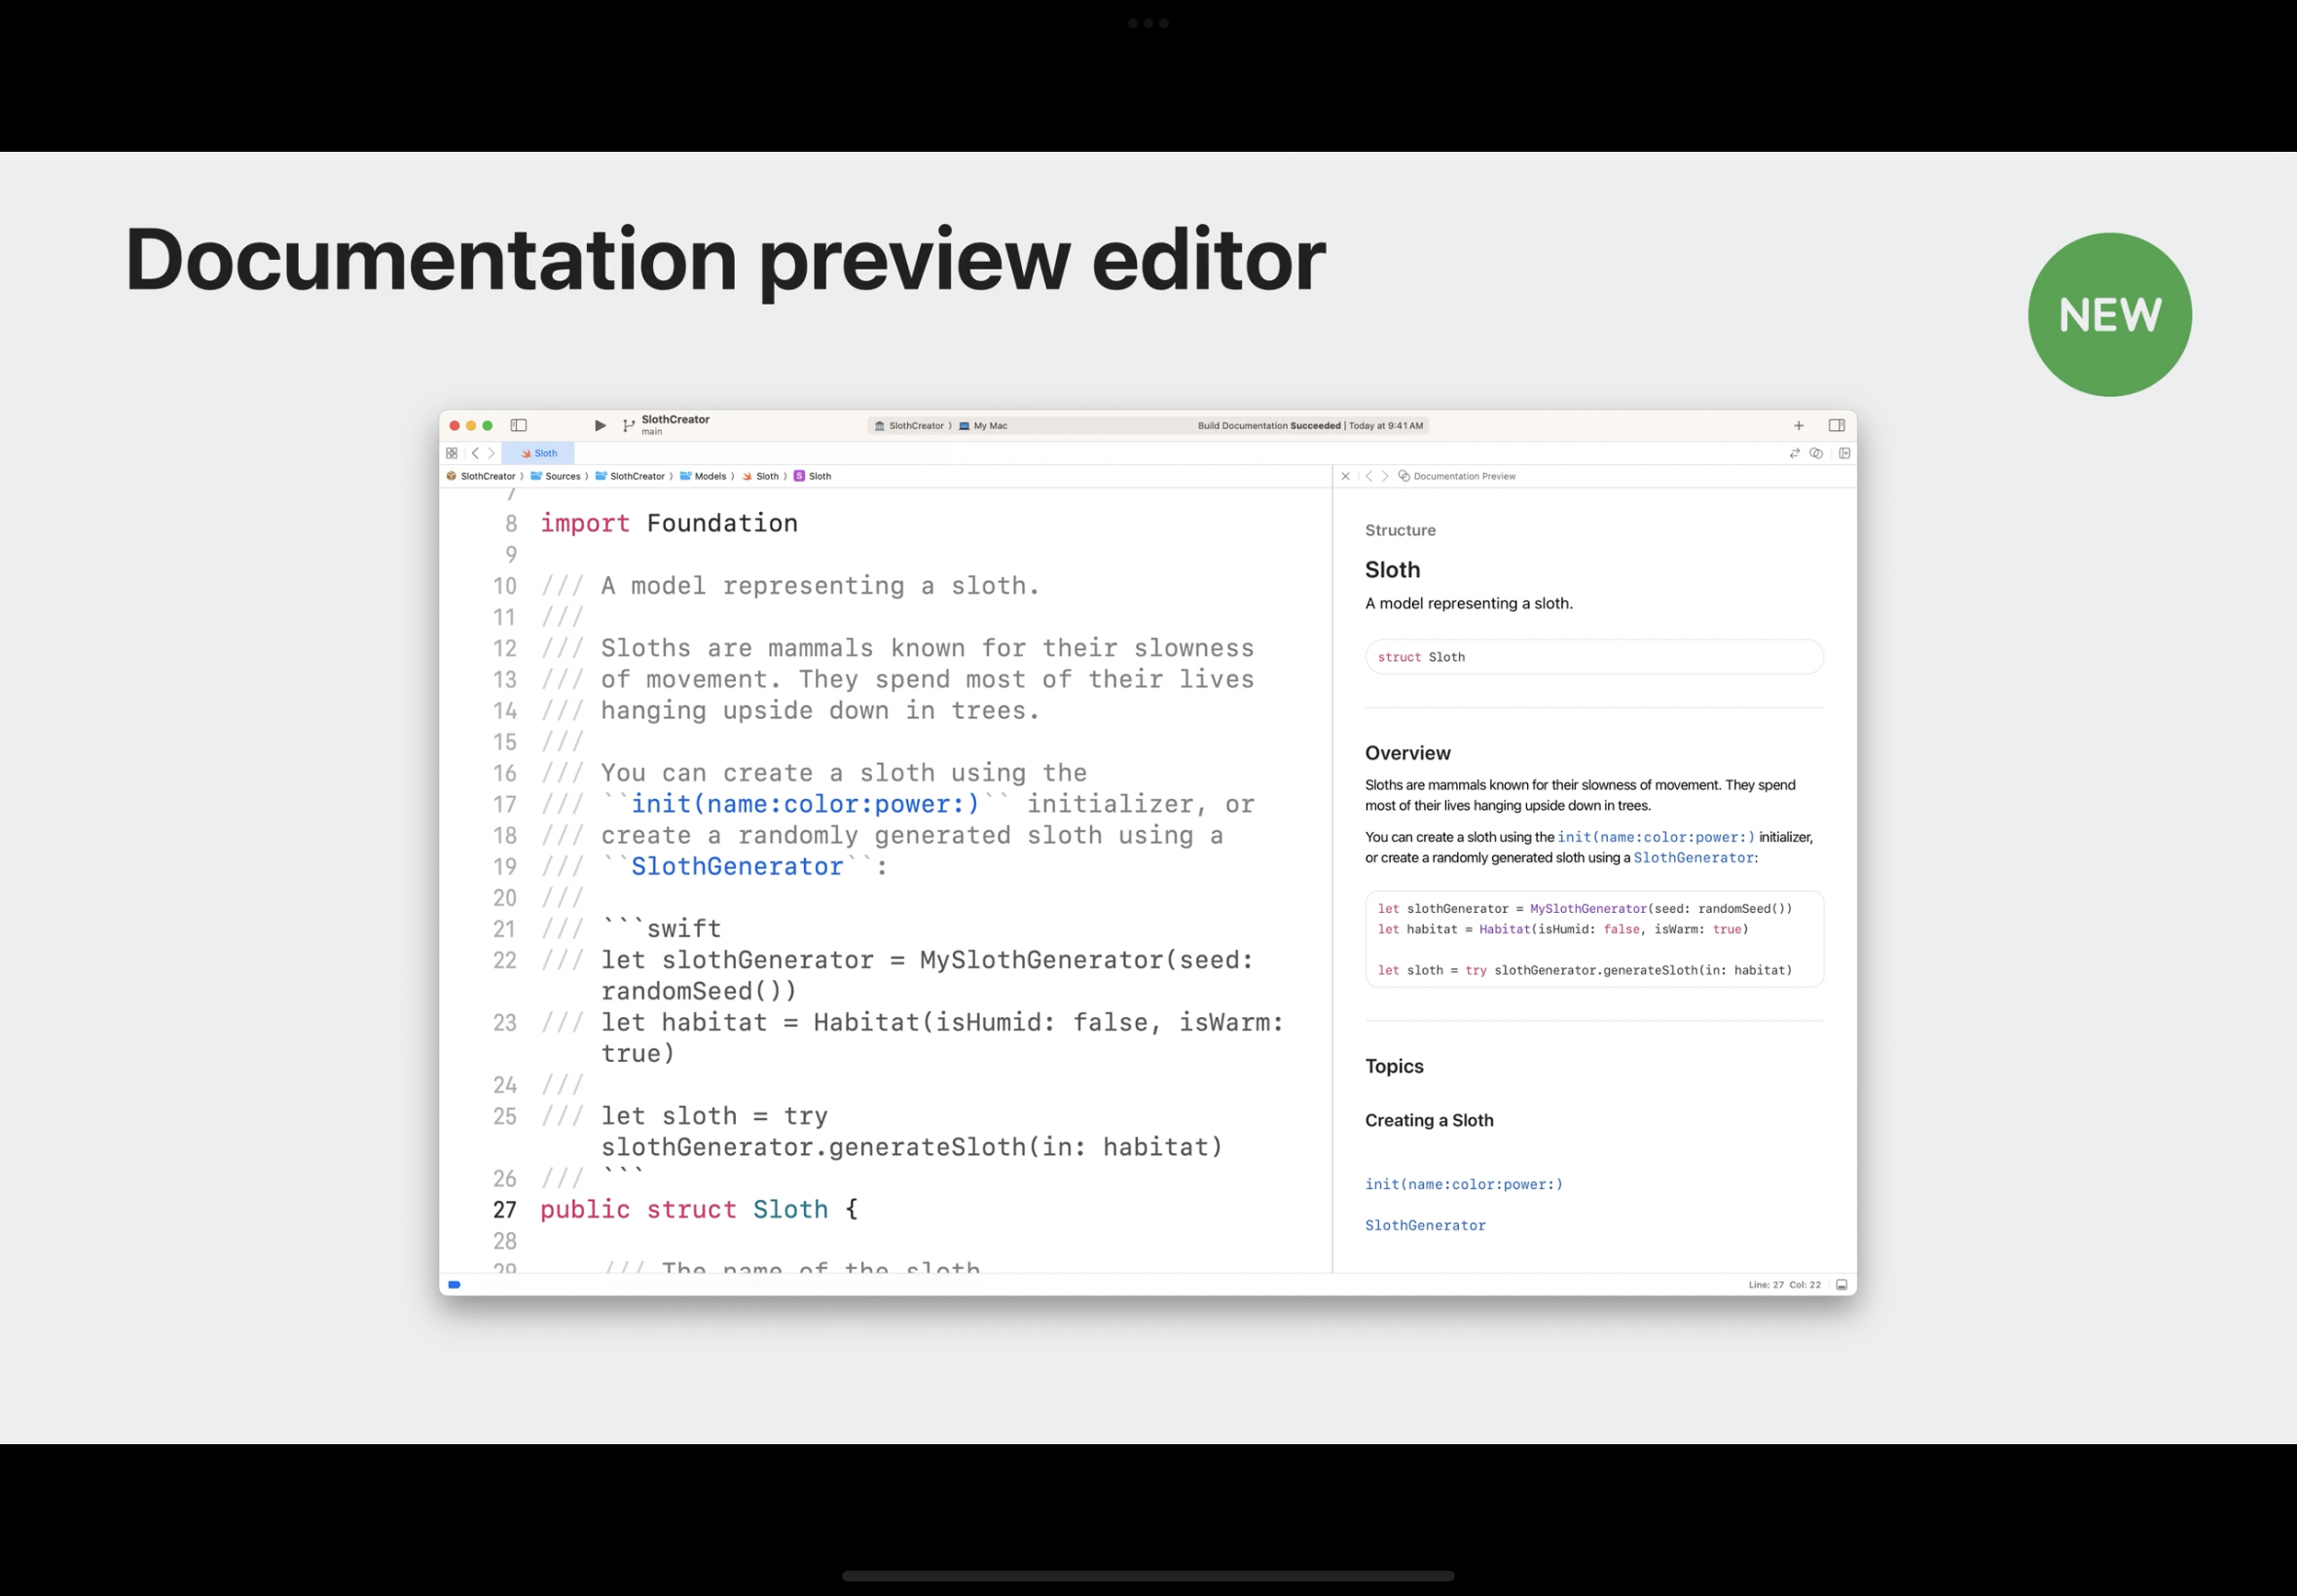 Documentation preview editor
NEW
SlothCreator
main
SlothCreator 〉 My Mac
Build Documentation Succeeded | Today at 9:41 AM
Sloth
SlothCreator 〉 Sources 〉 SlothCreator 〉 Models 〉 Sloth 〉 S Sloth
7
8 import Foundation
9
10 /// A model representing a sloth.
11 ///
12 /// Sloths are mammals known for their slowness
13 /// of movement. They spend most of their lives
14 /// hanging upside down in trees.
15 ///
16 /// You can create a sloth using the
17 /// ``init(name:color:power:)`` initializer, or
18 /// create a randomly generated sloth using a
19 /// ``SlothGenerator``:
20 ///
21 /// ```swift
22 /// let slothGenerator = MySlothGenerator(seed:
randomSeed())
23 /// let habitat = Habitat(isHumid: false, isWarm:
true)
24 ///
25 /// let sloth = try
slothGenerator.generateSloth(in: habitat)
26 /// ```
27 public struct Sloth {
28
29 /// The name of the sloth
Documentation Preview
Structure
Sloth
A model representing a sloth.
struct Sloth
Overview
Sloths are mammals known for their slowness of movement. They spend
most of their lives hanging upside down in trees.
You can create a sloth using the init(name:color:power:) initializer,
or create a randomly generated sloth using a SlothGenerator:
let slothGenerator = MySlothGenerator(seed: randomSeed())
let habitat = Habitat(isHumid: false, isWarm: true)
let sloth = try slothGenerator.generateSloth(in: habitat)
Topics
Creating a Sloth
init(name:color:power:)
SlothGenerator
Line: 27 Col: 22